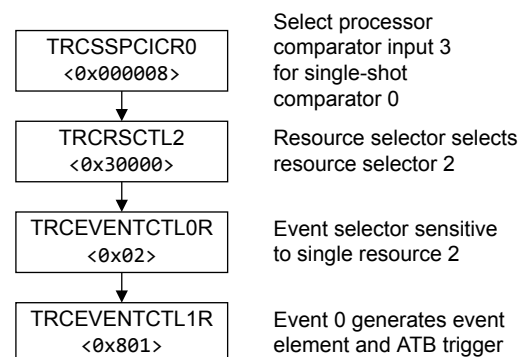 TRCSSPCICR0
<0x000008>
Select processor
comparator input 3
for single-shot
comparator 0
TRCRSCTL2
<0x30000>
Resource selector selects
resource selector 2
TRCEVENTCTL0R
<0x02>
Event selector sensitive
to single resource 2
TRCEVENTCTL1R
<0x801>
Event 0 generates event
element and ATB trigger